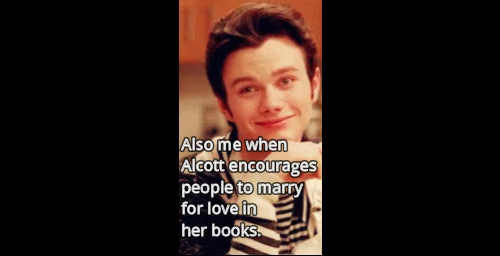 Also me when
Alcott encourages
people to marry
for love in
her books.